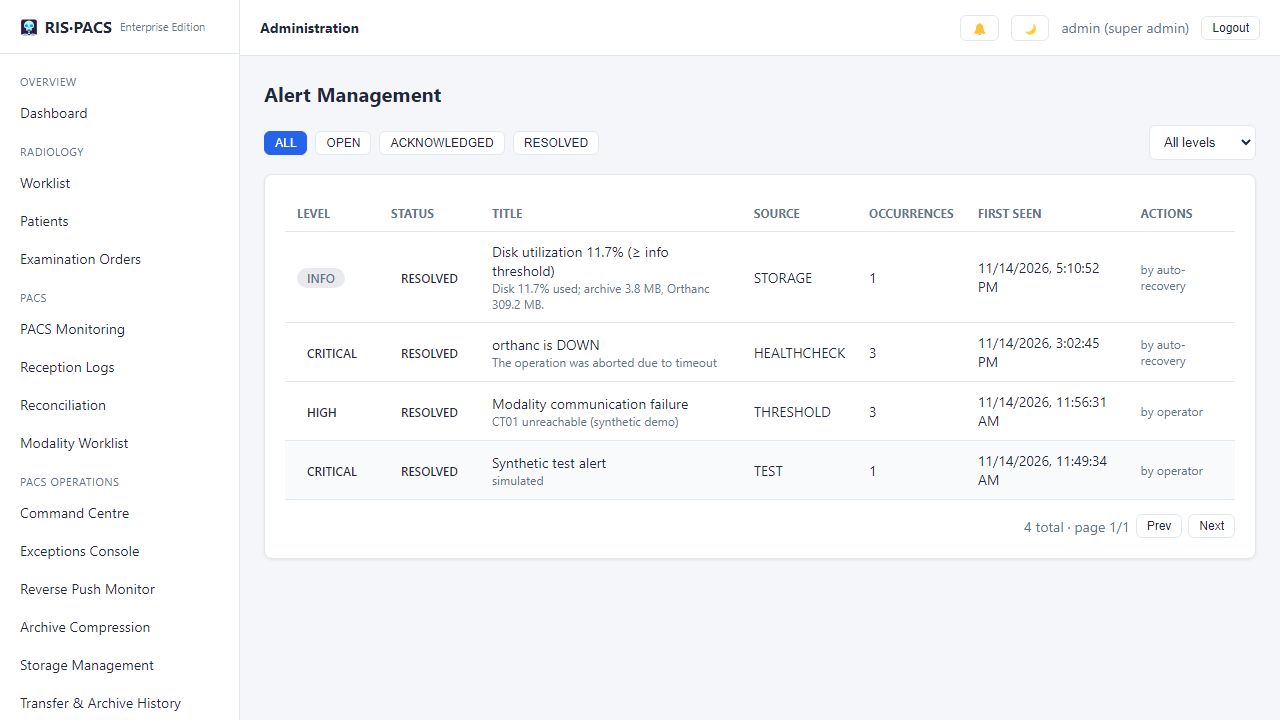 RIS·PACS Enterprise Edition
Administration
admin (super admin)
Logout
OVERVIEW
Dashboard
RADIOLOGY
Worklist
Patients
Examination Orders
PACS
PACS Monitoring
Reception Logs
Reconciliation
Modality Worklist
PACS OPERATIONS
Command Centre
Exceptions Console
Reverse Push Monitor
Archive Compression
Storage Management
Transfer & Archive History
Alert Management
ALL OPEN ACKNOWLEDGED RESOLVED
All levels
LEVEL STATUS TITLE SOURCE OCCURRENCES FIRST SEEN ACTIONS
INFO
RESOLVED
Disk utilization 11.7% (≥ info
threshold)
Disk 11.7% used; archive 3.8 MB, Orthanc
309.2 MB.
STORAGE
1
11/14/2026, 5:10:52
PM
by auto-
recovery
CRITICAL
RESOLVED
orthanc is DOWN
The operation was aborted due to timeout
HEALTHCHECK
3
11/14/2026, 3:02:45
PM
by auto-
recovery
HIGH
RESOLVED
Modality communication failure
CT01 unreachable (synthetic demo)
THRESHOLD
3
11/14/2026, 11:56:31
AM
by operator
CRITICAL
RESOLVED
Synthetic test alert
simulated
TEST
1
11/14/2026, 11:49:34
AM
by operator
4 total · page 1/1 Prev Next